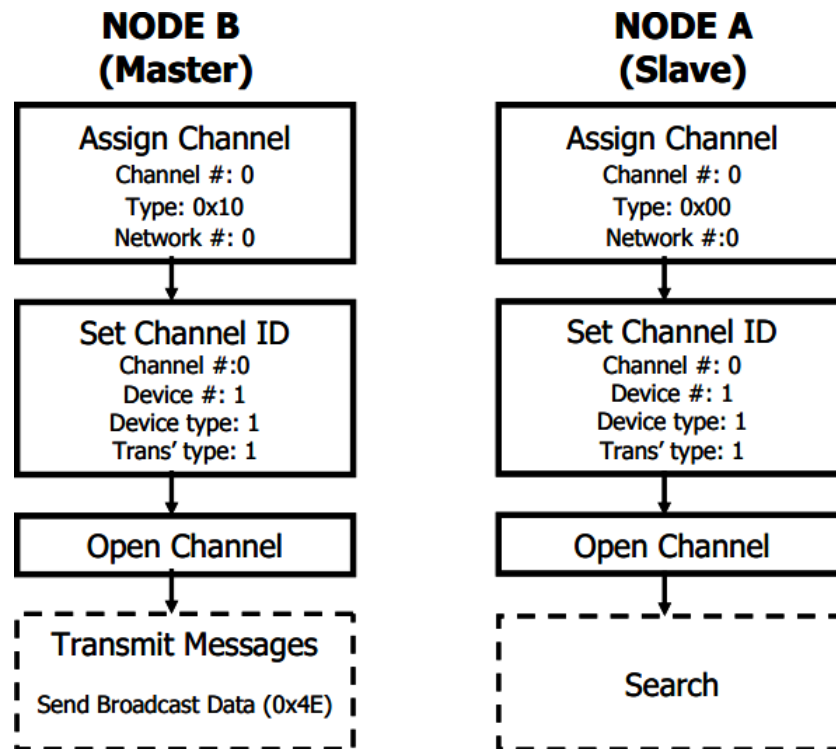 NODE B
(Master)
Assign Channel
Channel #: 0
Type: 0x10
Network #: 0
Set Channel ID
Channel #:0
Device #: 1
Device type: 1
Trans’ type: 1
Open Channel
Transmit Messages
Send Broadcast Data (0x4E)
NODE A
(Slave)
Assign Channel
Channel #: 0
Type: 0x00
Network #:0
Set Channel ID
Channel #: 0
Device #: 1
Device type: 1
Trans’ type: 1
Open Channel
Search